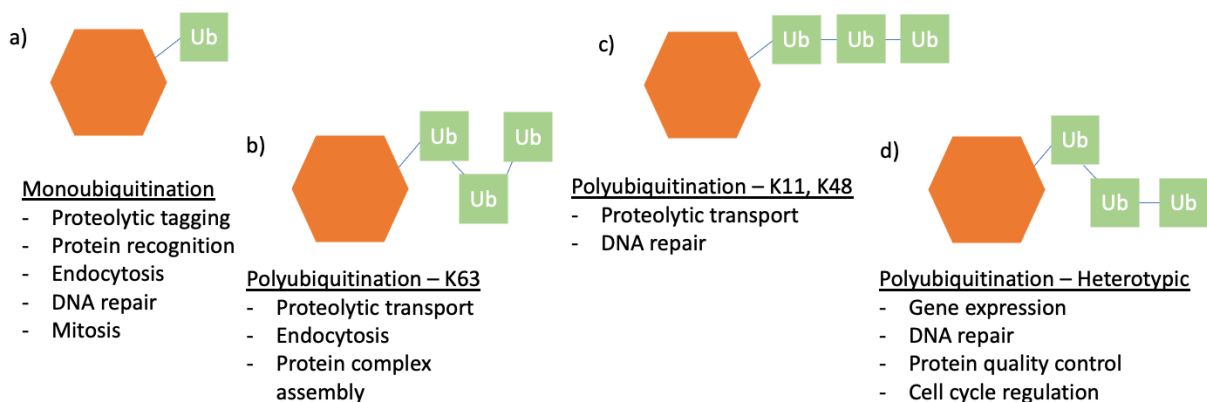 a)
Ub
Monoubiquitination
- Proteolytic tagging
- Protein recognition
- Endocytosis
- DNA repair
- Mitosis
b)
Ub
Ub
Ub
Polyubiquitination – K63
- Proteolytic transport
- Endocytosis
- Protein complex
assembly
c)
Ub Ub Ub
Polyubiquitination – K11, K48
- Proteolytic transport
- DNA repair
d)
Ub
Ub Ub
Polyubiquitination – Heterotypic
- Gene expression
- DNA repair
- Protein quality control
- Cell cycle regulation